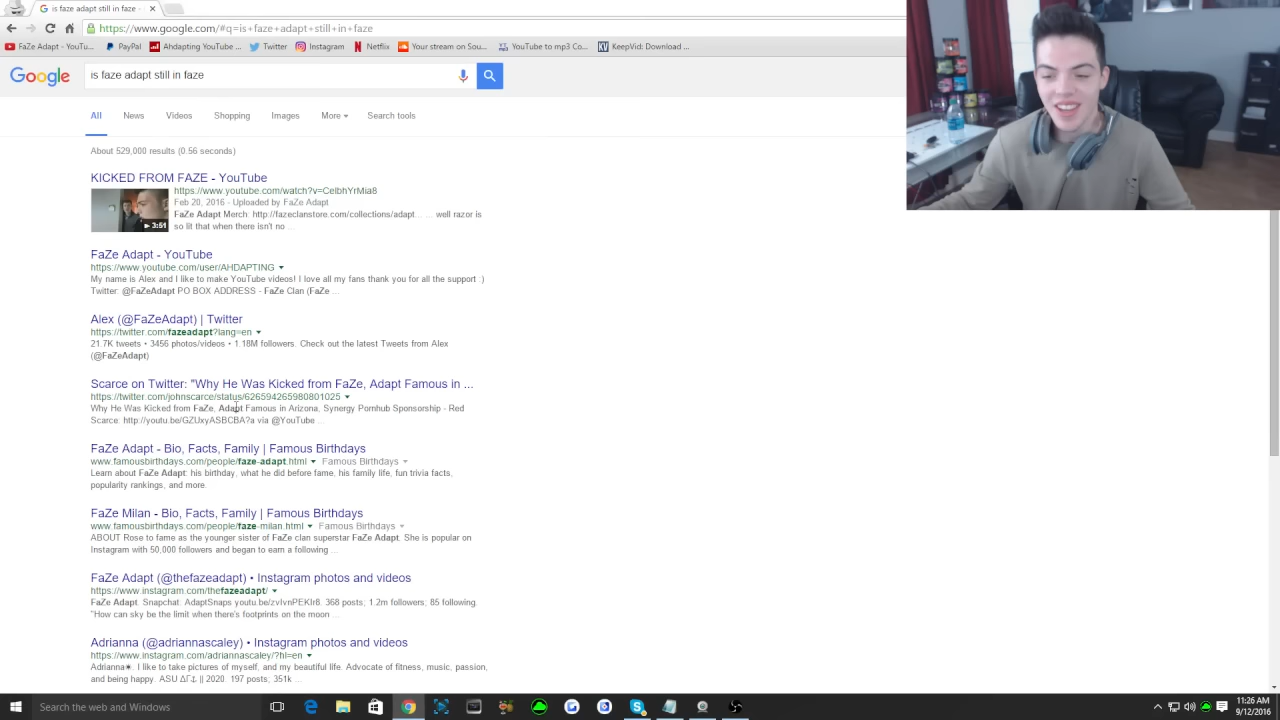 is faze adapt still in faze -
https://www.google.com/#q=is+faze+adapt+still+in+faze
FaZe Adapt - YouTu... PayPal Ahdapting YouTube ... Twitter Instagram Netflix Your stream on Sou... YouTube to mp3 Co... KeepVid: Download ...
Google is faze adapt still in faze
All News Videos Shopping Images More Search tools
About 529,000 results (0.56 seconds)
KICKED FROM FAZE - YouTube
https://www.youtube.com/watch?v=CelbhYrMia8
Feb 20, 2016 - Uploaded by FaZe Adapt
FaZe Adapt Merch: http://fazeclanstore.com/collections/adapt... ... well razor is
so lit that when there isn't no ...
3:51
FaZe Adapt - YouTube
https://www.youtube.com/user/AHDAPTING
My name is Alex and I like to make YouTube videos! I love all my fans thank you for all the support :)
Twitter: @FaZeAdapt PO BOX ADDRESS - FaZe Clan (FaZe ...
Alex (@FaZeAdapt) | Twitter
https://twitter.com/fazeadapt?lang=en
21.7K tweets • 3456 photos/videos • 1.18M followers. Check out the latest Tweets from Alex
(@FaZeAdapt)
Scarce on Twitter: "Why He Was Kicked from FaZe, Adapt Famous in ...
https://twitter.com/johnscarce/status/626594265980801025
Why He Was Kicked from FaZe, Adapt Famous in Arizona, Synergy Pornhub Sponsorship - Red
Scarce: http://youtu.be/GZUxyASBCBA?a via @YouTube ...
FaZe Adapt - Bio, Facts, Family | Famous Birthdays
www.famousbirthdays.com/people/faze-adapt.html Famous Birthdays
Learn about FaZe Adapt: his birthday, what he did before fame, his family life, fun trivia facts,
popularity rankings, and more.
FaZe Milan - Bio, Facts, Family | Famous Birthdays
www.famousbirthdays.com/people/faze-milan.html Famous Birthdays
ABOUT Rose to fame as the younger sister of FaZe clan superstar FaZe Adapt. She is popular on
Instagram with 50,000 followers and began to earn a following ...
FaZe Adapt (@thefazeadapt) • Instagram photos and videos
https://www.instagram.com/thefazeadapt/
FaZe Adapt. Snapchat. AdaptSnaps youtu.be/zvIvnPEKIr8. 368 posts; 1.2m followers; 85 following.
"How can sky be the limit when there's footprints on the moon ...
Adrianna (@adriannascaley) • Instagram photos and videos
https://www.instagram.com/adriannascaley/?hl=en
Adrianna☀. I like to take pictures of myself, and my beautiful life. Advocate of fitness, music, passion,
and being happy. ASU ΔΓ⚓ || 2020. 197 posts; 351k ...
Search the web and Windows
11:26 AM
9/12/2016